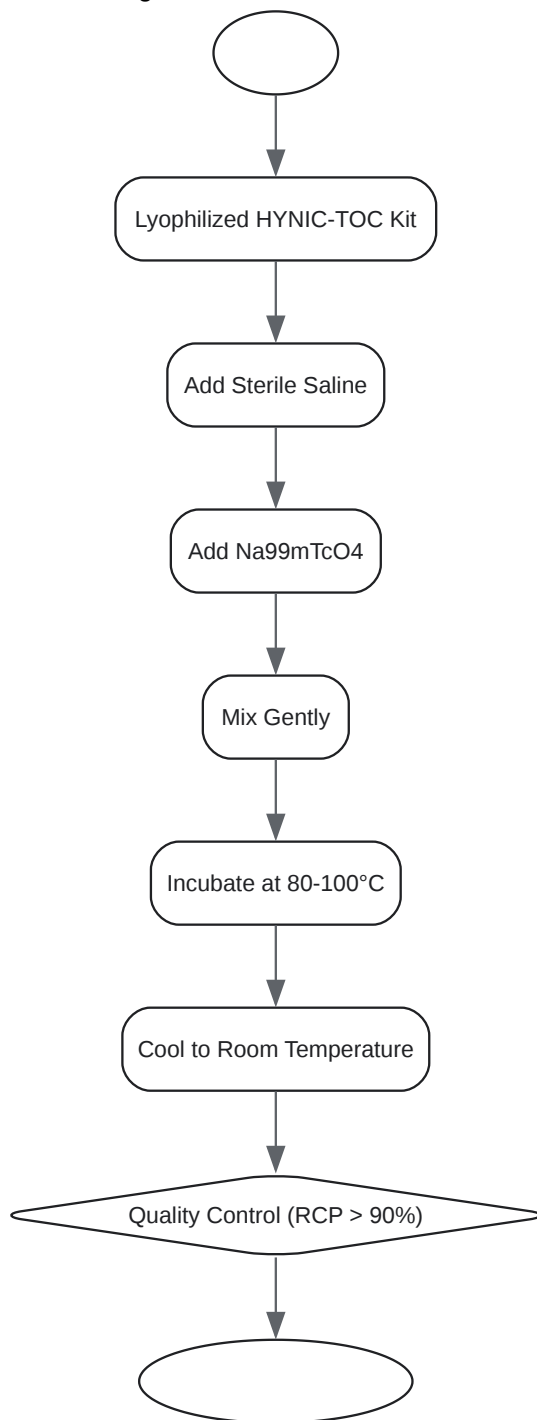 Lyophilized HYNIC-TOC Kit
Add Sterile Saline
Add Na99mTcO4
Mix Gently
Incubate at 80-100°C
Cool to Room Temperature
Quality Control (RCP > 90%)